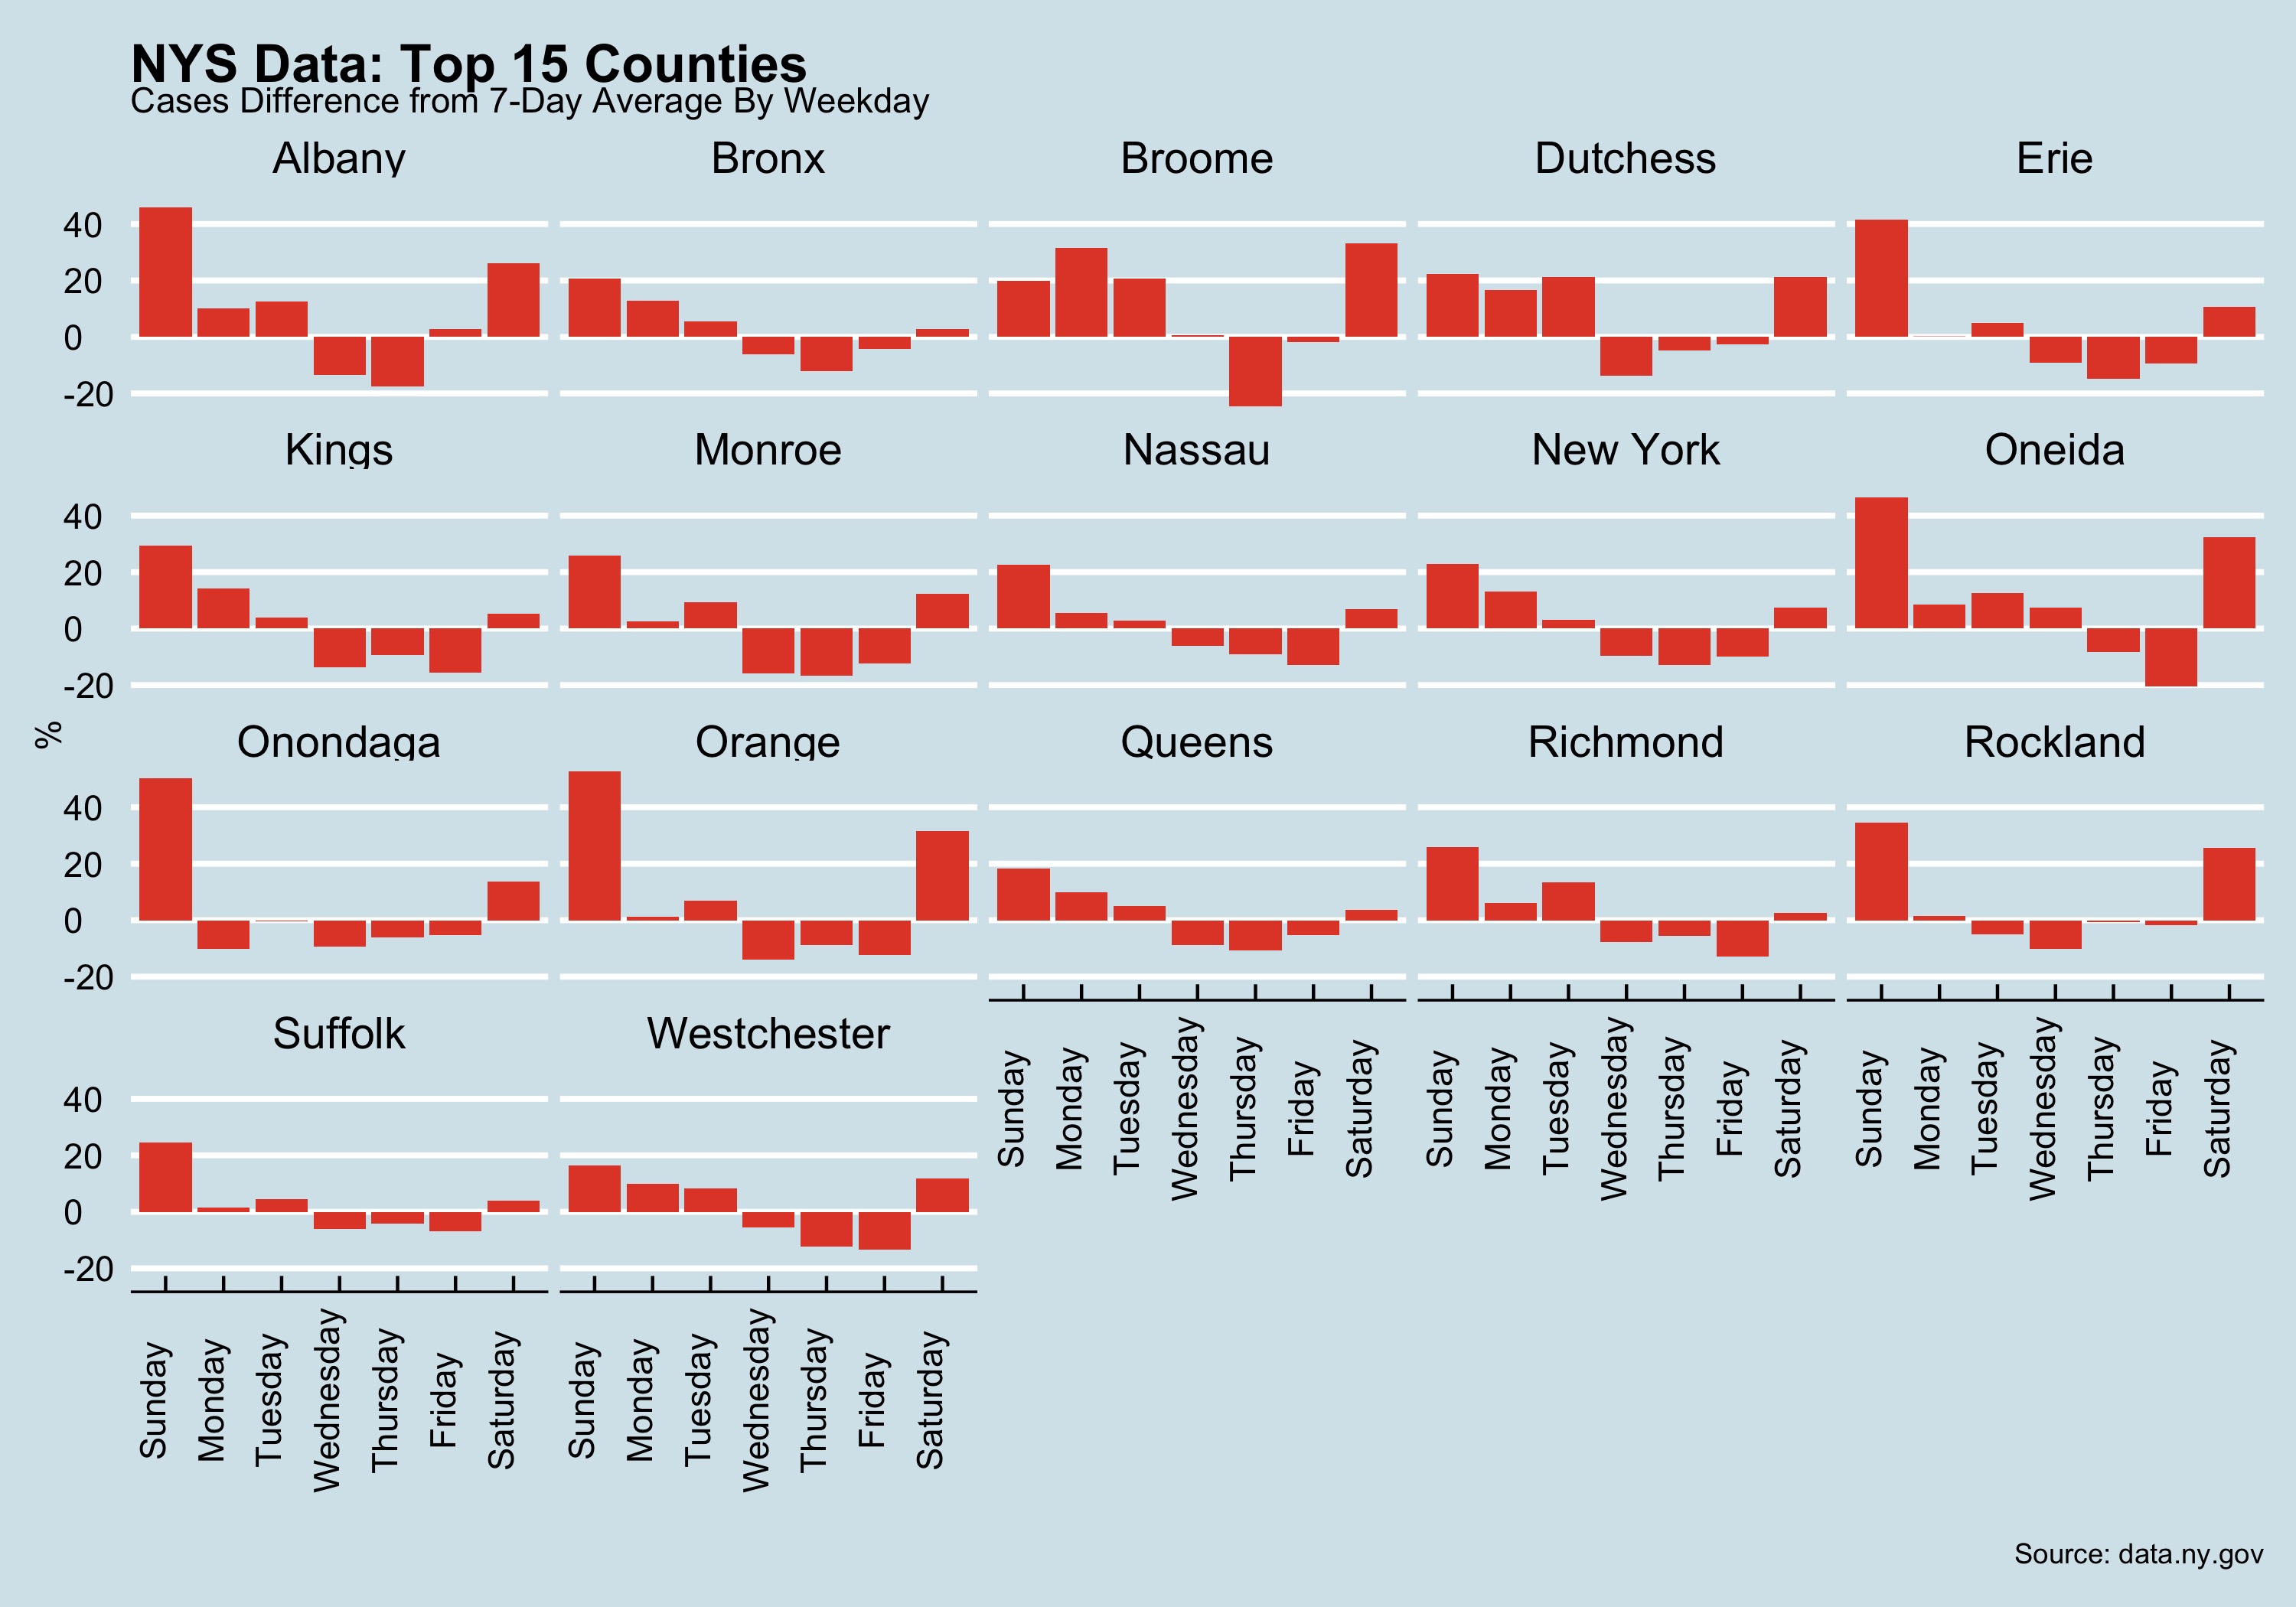 NYS Data: Top 15 Counties
Cases Difference from 7-Day Average By Weekday
Albany Bronx Broome Dutchess Erie
40
20
0
-20
Kings Monroe Nassau New York Oneida
40
20
0
-20
%
Onondaga Orange Queens Richmond Rockland
40
20
0
-20
Sunday Monday Tuesday Wednesday Thursday Friday Saturday
Sunday Monday Tuesday Wednesday Thursday Friday Saturday
Sunday Monday Tuesday Wednesday Thursday Friday Saturday
Suffolk Westchester
40
20
0
-20
Sunday Monday Tuesday Wednesday Thursday Friday Saturday
Sunday Monday Tuesday Wednesday Thursday Friday Saturday
Source: data.ny.gov